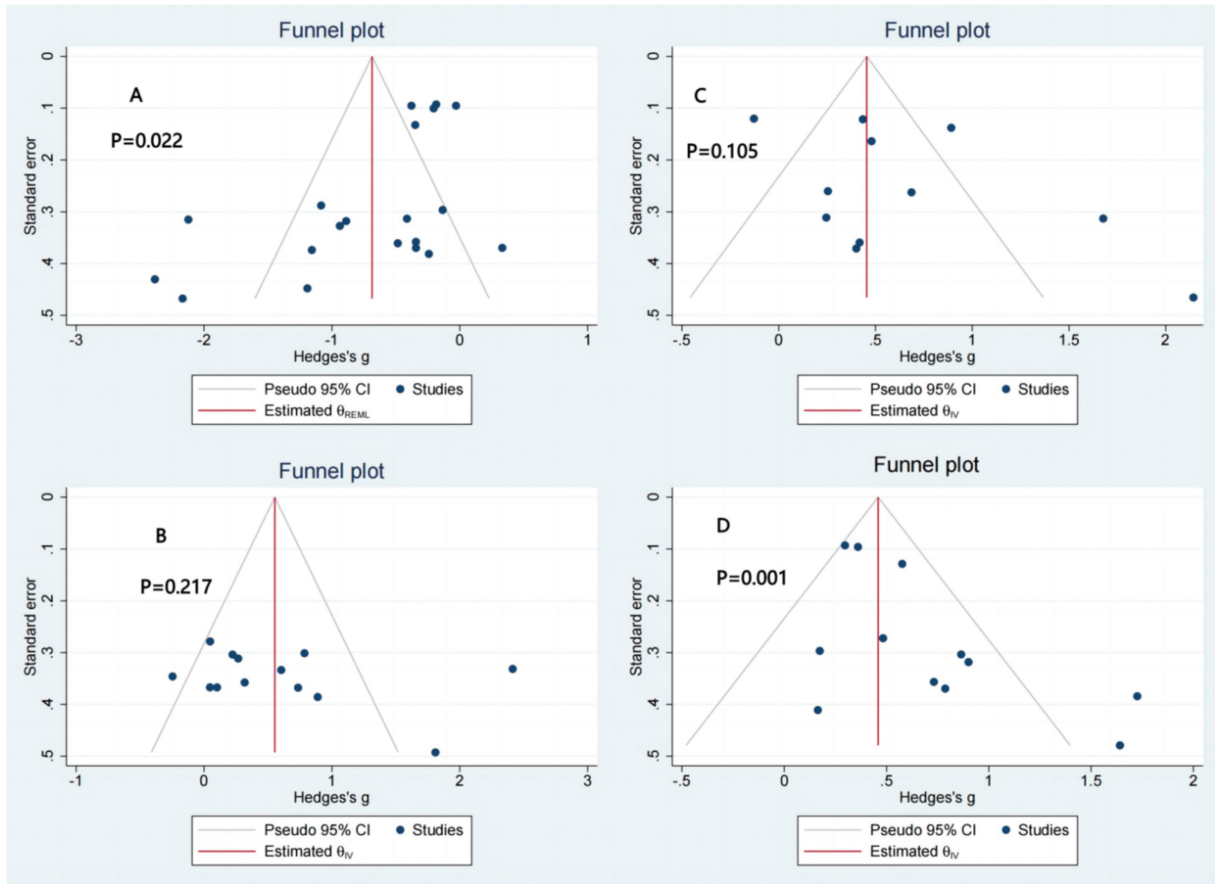 Funnel plot
A
P=0.022
Standard error
0
.1
.2
.3
.4
.5
-3
-2
-1
0
1
Hedges's g
Pseudo 95% CI
Studies
Estimated θREML
Funnel plot
C
P=0.105
Standard error
0
.1
.2
.3
.4
.5
-.5
0
.5
1
1.5
2
Hedges's g
Pseudo 95% CI
Studies
Estimated θIV
Funnel plot
B
P=0.217
Standard error
0
.1
.2
.3
.4
.5
-1
0
1
2
3
Hedges's g
Pseudo 95% CI
Studies
Estimated θIV
Funnel plot
D
P=0.001
Standard error
0
.1
.2
.3
.4
.5
-.5
0
.5
1
1.5
2
Hedges's g
Pseudo 95% CI
Studies
Estimated θIV